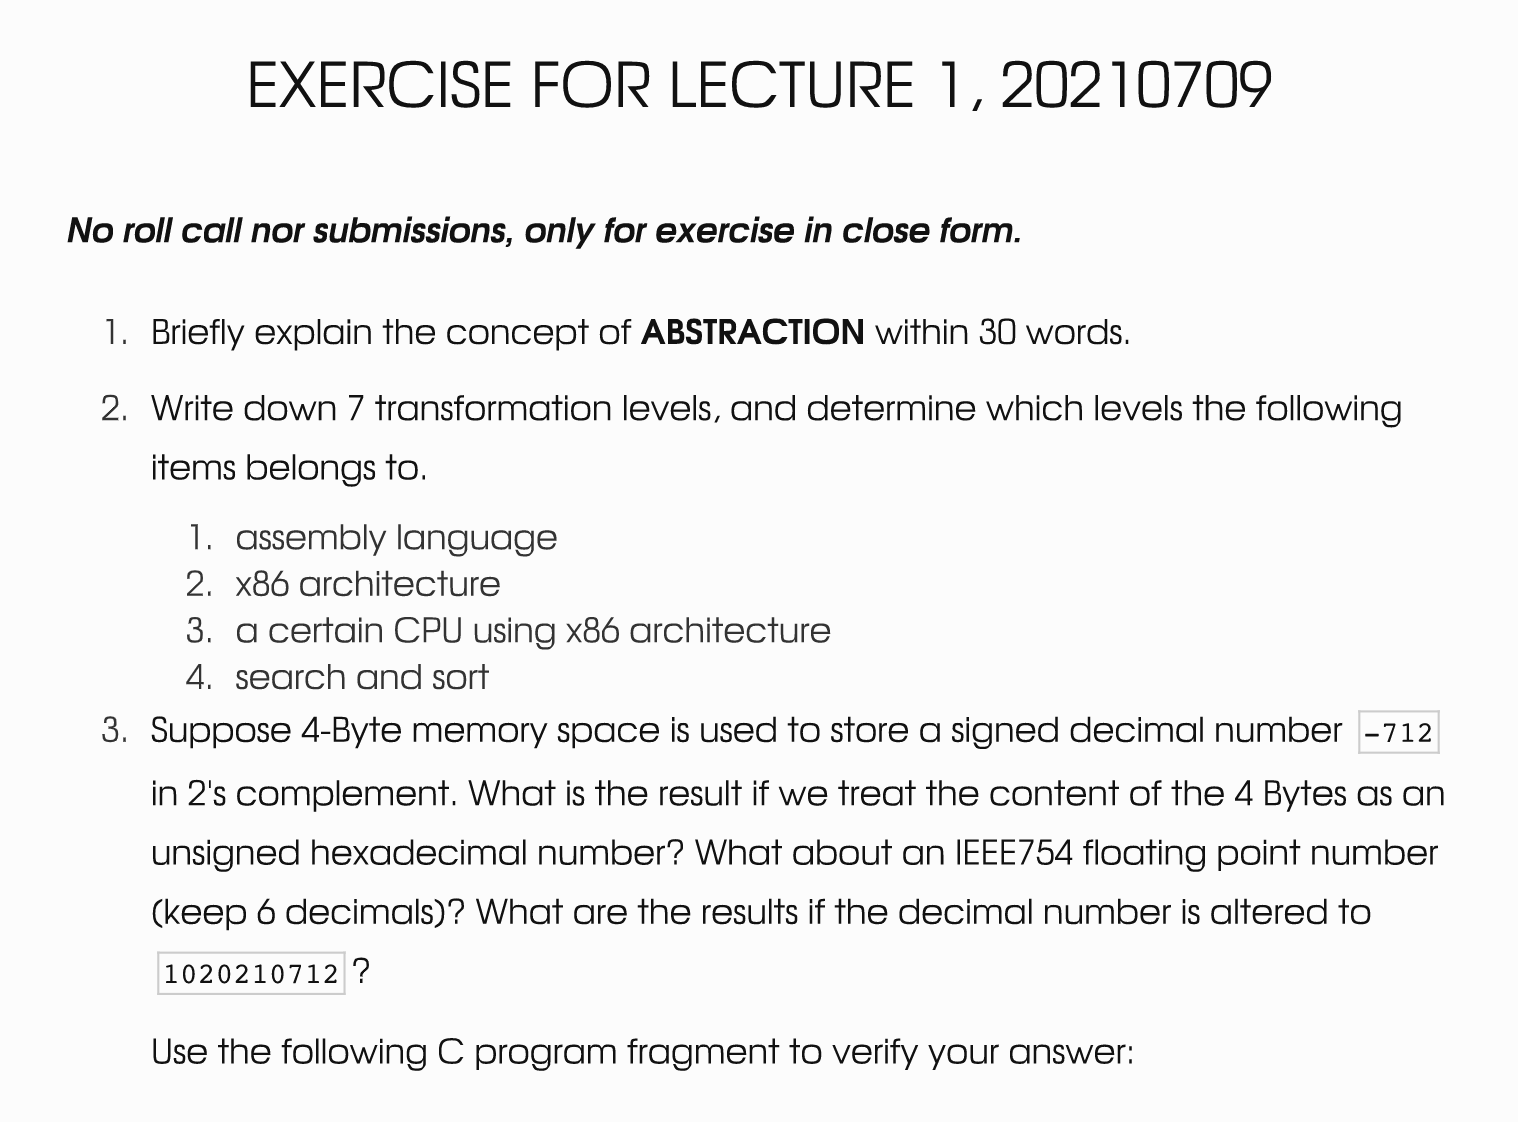 EXERCISE FOR LECTURE 1, 20210709
No roll call nor submissions, only for exercise in close form.
1. Briefly explain the concept of ABSTRACTION within 30 words.
2. Write down 7 transformation levels, and determine which levels the following
items belongs to.
1. assembly language
2. x86 architecture
3. a certain CPU using x86 architecture
4. search and sort
3. Suppose 4-Byte memory space is used to store a signed decimal number -712
in 2's complement. What is the result if we treat the content of the 4 Bytes as an
unsigned hexadecimal number? What about an IEEE754 floating point number
(keep 6 decimals)? What are the results if the decimal number is altered to
1020210712 ?
Use the following C program fragment to verify your answer: